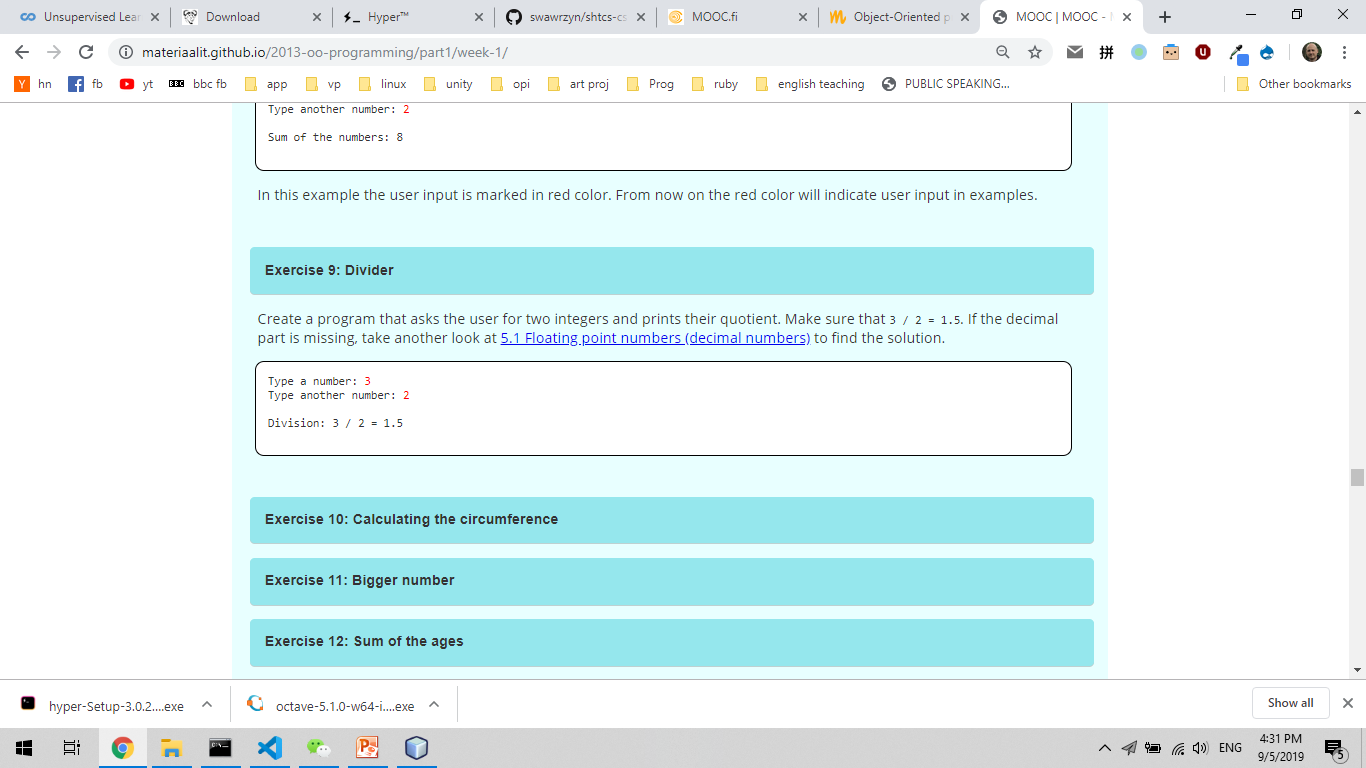 Unsupervised Lear
Download
Hyper™
swawrzyn/shtcs-cs
MOOC.fi
Object-Oriented p
MOOC | MOOC -
materiaalit.github.io/2013-oo-programming/part1/week-1/
hn
fb
yt
BBC bbc fb
app
vp
linux
unity
opi
art proj
Prog
ruby
english teaching
PUBLIC SPEAKING...
Other bookmarks
Type another number: 2
Sum of the numbers: 8
In this example the user input is marked in red color. From now on the red color will indicate user input in examples.
Exercise 9: Divider
Create a program that asks the user for two integers and prints their quotient. Make sure that 3 / 2 = 1.5. If the decimal
part is missing, take another look at 5.1 Floating point numbers (decimal numbers) to find the solution.
Type a number: 3
Type another number: 2
Division: 3 / 2 = 1.5
Exercise 10: Calculating the circumference
Exercise 11: Bigger number
Exercise 12: Sum of the ages
hyper-Setup-3.0.2....exe
octave-5.1.0-w64-i....exe
Show all
ENG
4:31 PM
9/5/2019
5